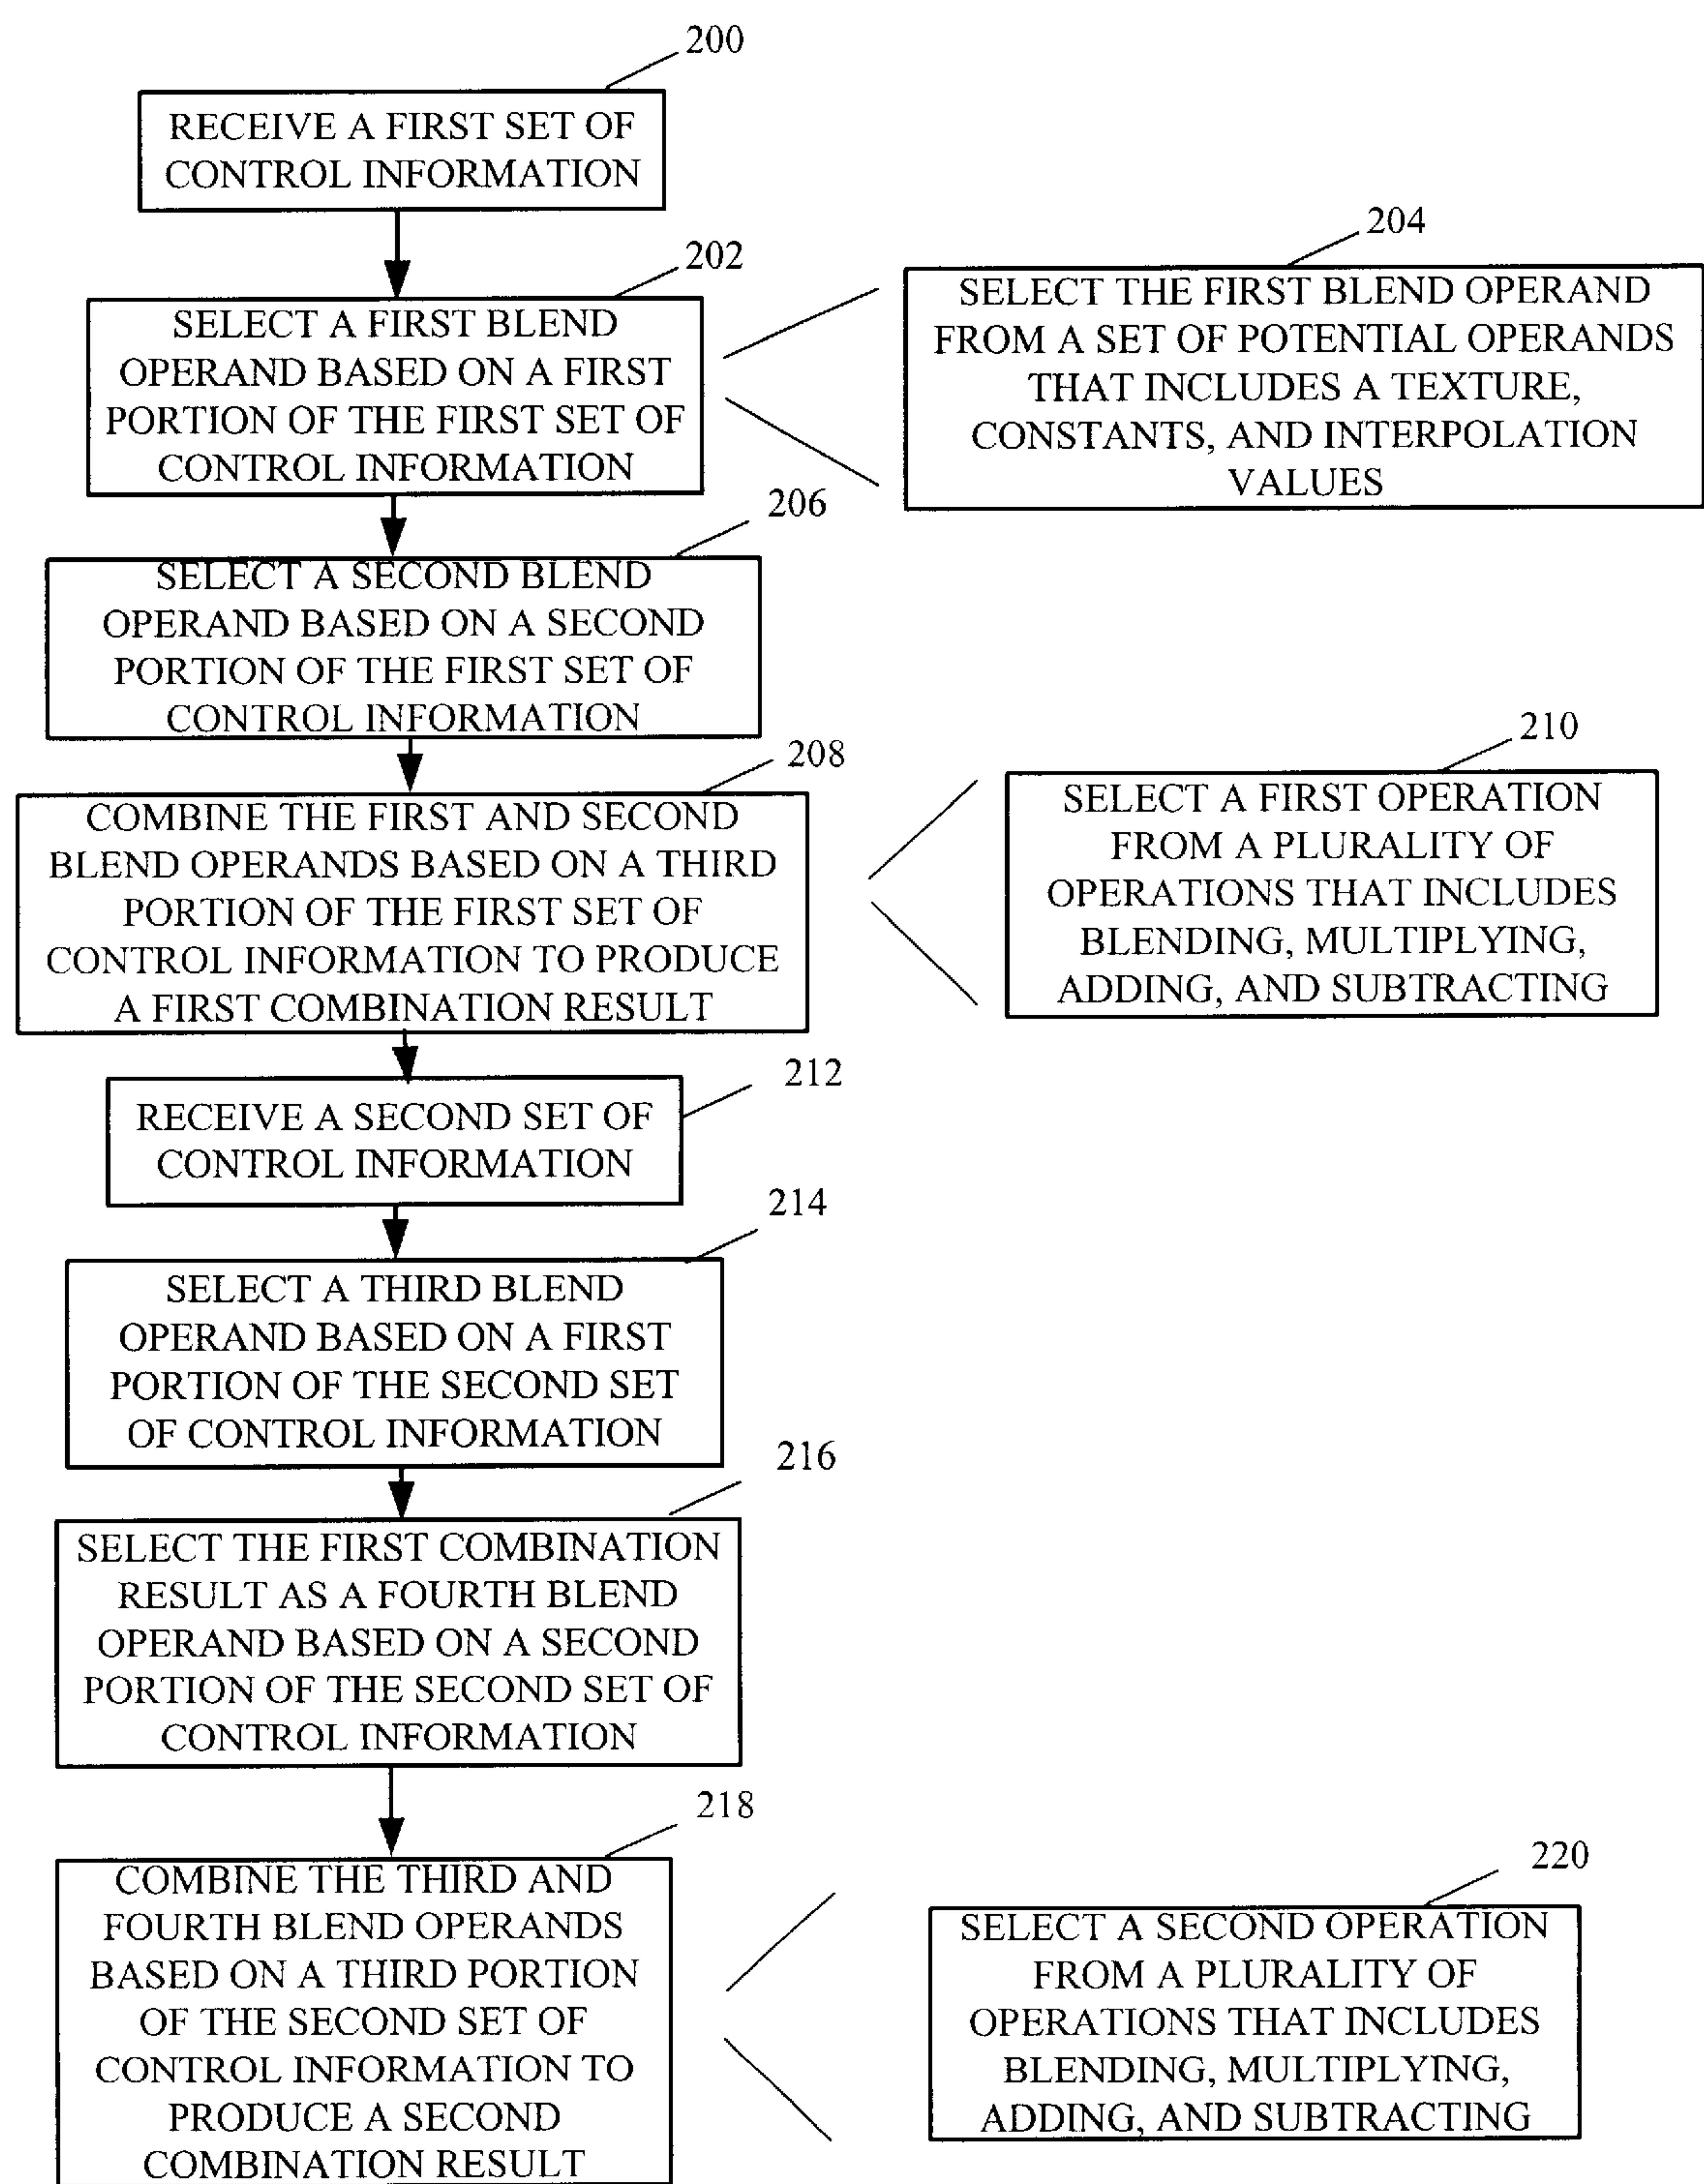 200
RECEIVE A FIRST SET OF
CONTROL INFORMATION
202
SELECT A FIRST BLEND
OPERAND BASED ON A FIRST
PORTION OF THE FIRST SET OF
CONTROL INFORMATION
204
SELECT THE FIRST BLEND OPERAND
FROM A SET OF POTENTIAL OPERANDS
THAT INCLUDES A TEXTURE,
CONSTANTS, AND INTERPOLATION
VALUES
206
SELECT A SECOND BLEND
OPERAND BASED ON A SECOND
PORTION OF THE FIRST SET OF
CONTROL INFORMATION
208
COMBINE THE FIRST AND SECOND
BLEND OPERANDS BASED ON A THIRD
PORTION OF THE FIRST SET OF
CONTROL INFORMATION TO PRODUCE
A FIRST COMBINATION RESULT
210
SELECT A FIRST OPERATION
FROM A PLURALITY OF
OPERATIONS THAT INCLUDES
BLENDING, MULTIPLYING,
ADDING, AND SUBTRACTING
212
RECEIVE A SECOND SET OF
CONTROL INFORMATION
214
SELECT A THIRD BLEND
OPERAND BASED ON A FIRST
PORTION OF THE SECOND SET
OF CONTROL INFORMATION
216
SELECT THE FIRST COMBINATION
RESULT AS A FOURTH BLEND
OPERAND BASED ON A SECOND
PORTION OF THE SECOND SET OF
CONTROL INFORMATION
218
COMBINE THE THIRD AND
FOURTH BLEND OPERANDS
BASED ON A THIRD PORTION
OF THE SECOND SET OF
CONTROL INFORMATION TO
PRODUCE A SECOND
COMBINATION RESULT
220
SELECT A SECOND OPERATION
FROM A PLURALITY OF
OPERATIONS THAT INCLUDES
BLENDING, MULTIPLYING,
ADDING, AND SUBTRACTING